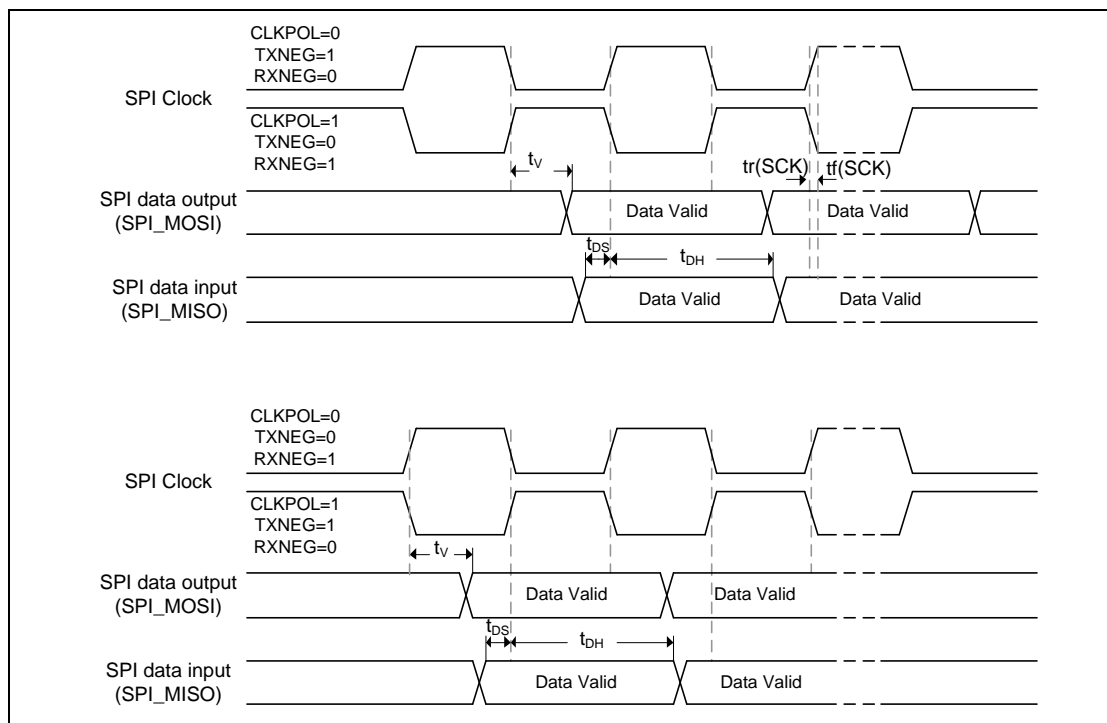 CLKPOL=0
TXNEG=1
RXNEG=0
SPI Clock
CLKPOL=1
TXNEG=0
RXNEG=1
tV
tr(SCK)
tf(SCK)
SPI data output
(SPI_MOSI)
Data Valid
Data Valid
tDS
tDH
SPI data input
(SPI_MISO)
Data Valid
Data Valid
CLKPOL=0
TXNEG=0
RXNEG=1
SPI Clock
CLKPOL=1
TXNEG=1
RXNEG=0
tV
SPI data output
(SPI_MOSI)
Data Valid
Data Valid
tDS
tDH
SPI data input
(SPI_MISO)
Data Valid
Data Valid